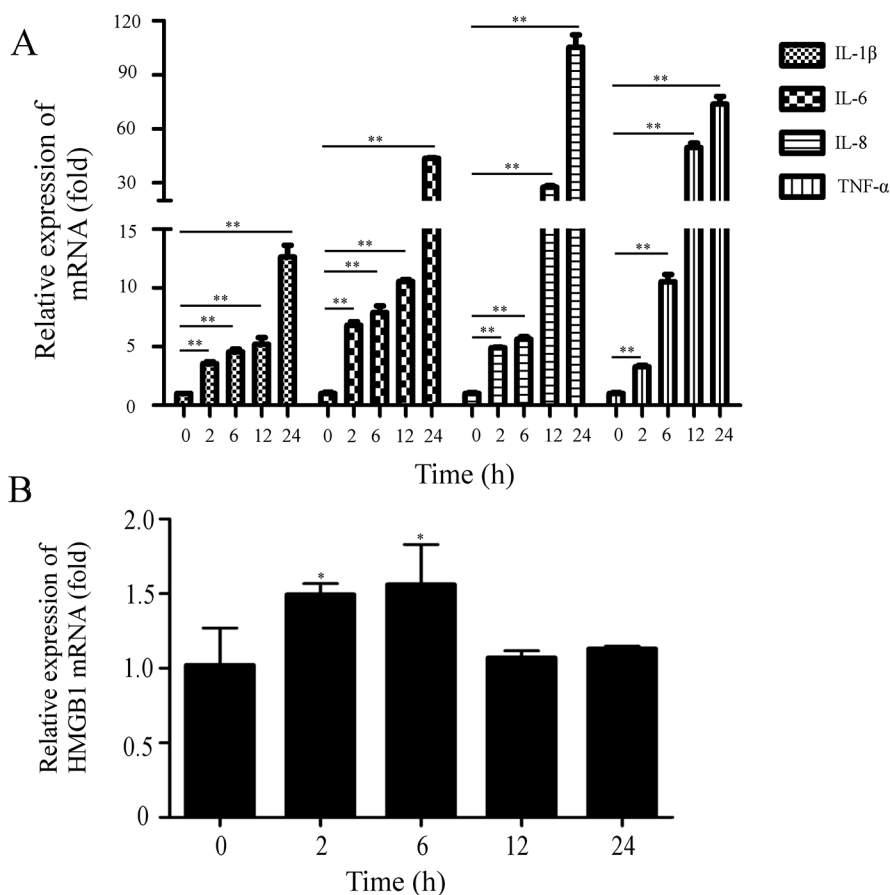 A
Relative expression of
mRNA (fold)
120
90
60
30
15
10
5
0
** ** ** **
** ** ** **
** ** ** **
** ** ** **
0 2 6 12 24 0 2 6 12 24 0 2 6 12 24 0 2 6 12 24
Time (h)
IL-1β
IL-6
IL-8
TNF-α
B
Relative expression of
HMGB1 mRNA (fold)
2.0
1.5
1.0
0.5
0
* *
0 2 6 12 24
Time (h)